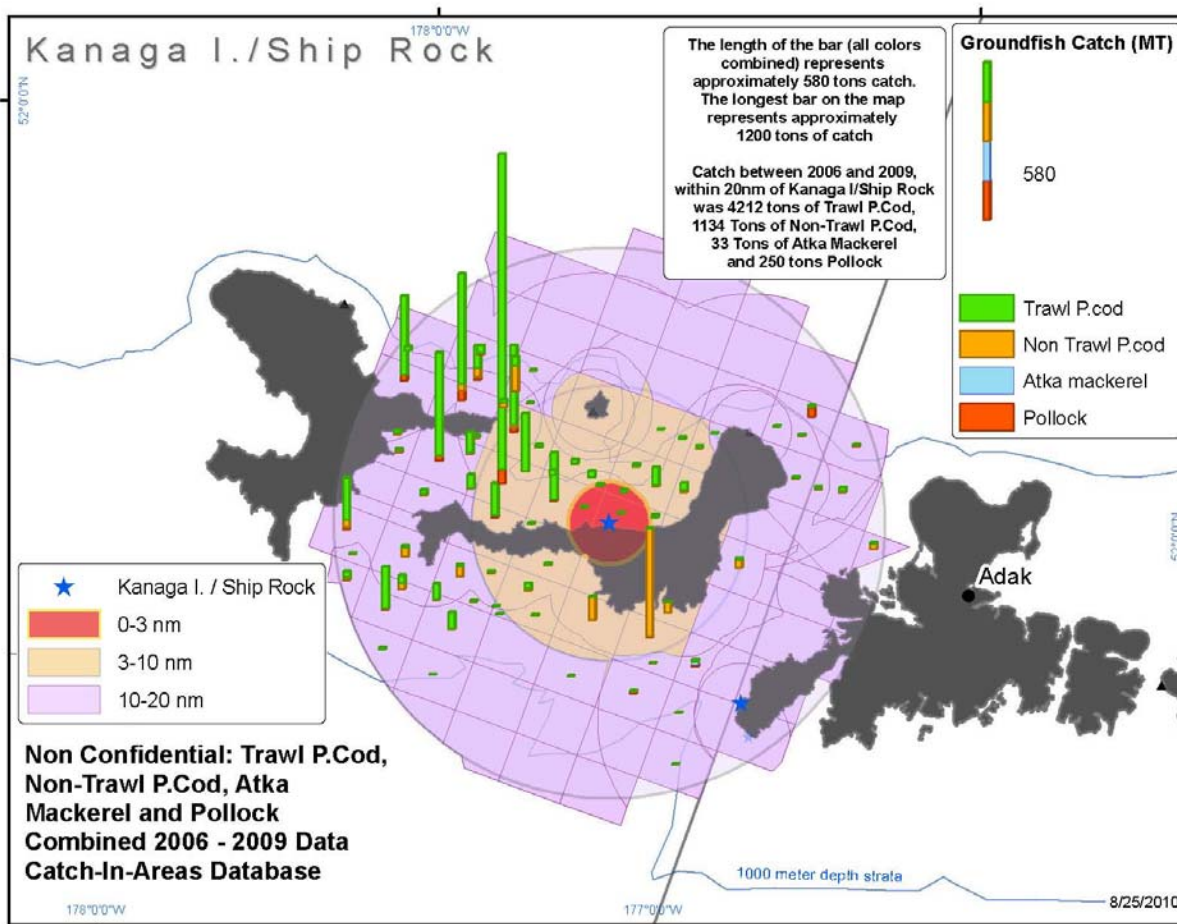 178°0'0"W
Kanaga I./Ship Rock
52°0'0"N
The length of the bar (all colors
combined) represents
approximately 580 tons catch.
The longest bar on the map
represents approximately
1200 tons of catch
Catch between 2006 and 2009,
within 20nm of Kanaga I/Ship Rock
was 4212 tons of Trawl P.Cod,
1134 Tons of Non-Trawl P.Cod,
33 Tons of Atka Mackerel
and 250 tons Pollock
Groundfish Catch (MT)
580
Trawl P.cod
Non Trawl P.cod
Atka mackerel
Pollock
Adak
Kanaga I. / Ship Rock
0-3 nm
3-10 nm
10-20 nm
Non Confidential: Trawl P.Cod,
Non-Trawl P.Cod, Atka
Mackerel and Pollock
Combined 2006 - 2009 Data
Catch-In-Areas Database
1000 meter depth strata
178°0'0"W
177°0'0"W
8/25/2010